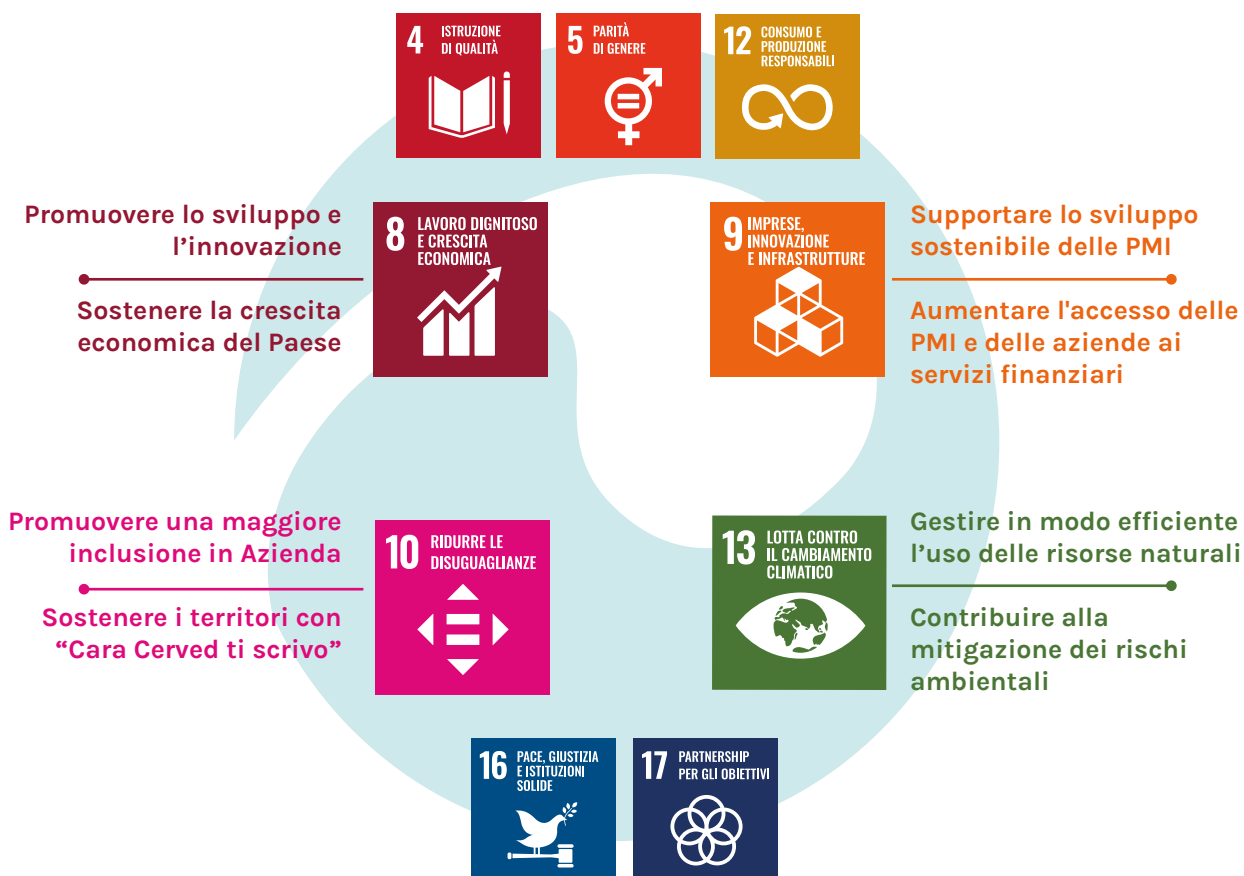 4 ISTRUZIONE
DI QUALITÀ
5 PARITÀ
DI GENERE
12 CONSUMO E
PRODUZIONE
RESPONSABILI
Promuovere lo sviluppo e
l’innovazione
Sostenere la crescita
economica del Paese
8 LAVORO DIGNITOSO
E CRESCITA
ECONOMICA
9 IMPRESE,
INNOVAZIONE
E INFRASTRUTTURE
Supportare lo sviluppo
sostenibile delle PMI
Aumentare l'accesso delle
PMI e delle aziende ai
servizi finanziari
Promuovere una maggiore
inclusione in Azienda
Sostenere i territori con
“Cara Cerved ti scrivo”
10 RIDURRE LE
DISUGUAGLIANZE
13 LOTTA CONTRO
IL CAMBIAMENTO
CLIMATICO
Gestire in modo efficiente
l’uso delle risorse naturali
Contribuire alla
mitigazione dei rischi
ambientali
16 PACE, GIUSTIZIA
E ISTITUZIONI
SOLIDE
17 PARTNERSHIP
PER GLI OBIETTIVI